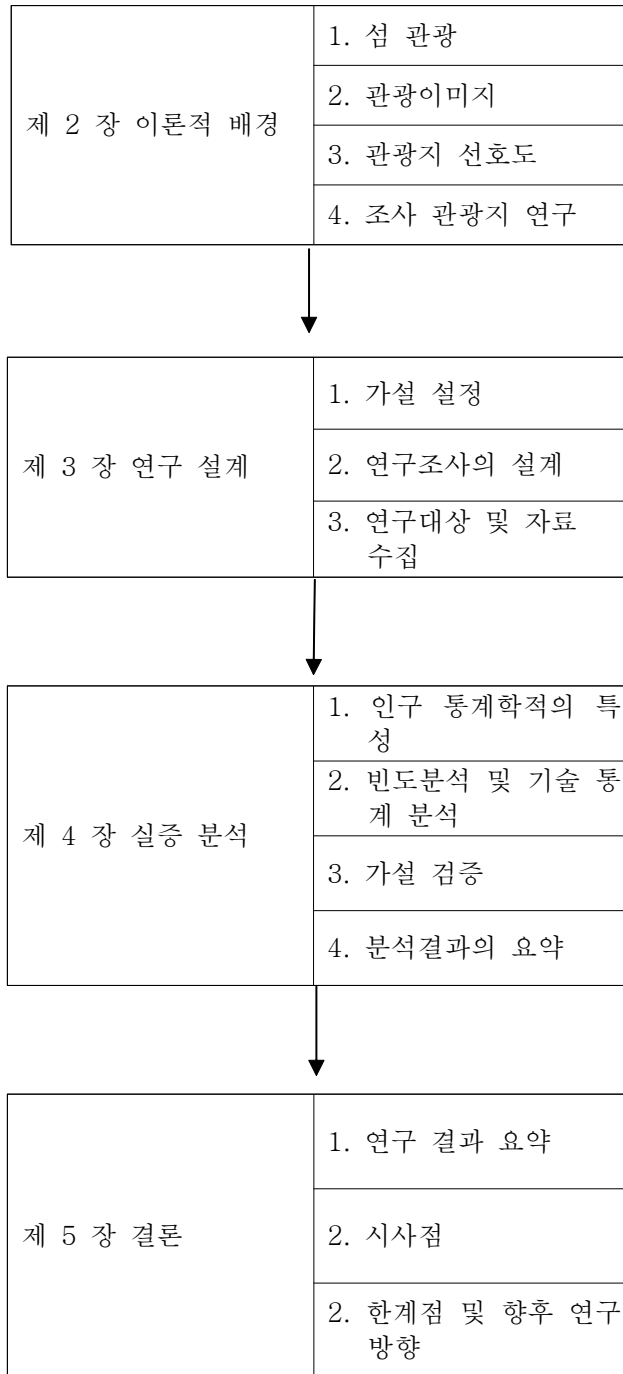 제 2 장 이론적 배경
1. 섬 관광
2. 관광이미지
3. 관광지 선호도
4. 조사 관광지 연구
제 3 장 연구 설계
1. 가설 설정
2. 연구조사의 설계
3. 연구대상 및 자료
수집
제 4 장 실증 분석
1. 인구 통계학적의 특
성
2. 빈도분석 및 기술 통
계 분석
3. 가설 검증
4. 분석결과의 요약
제 5 장 결론
1. 연구 결과 요약
2. 시사점
2. 한계점 및 향후 연구
방향